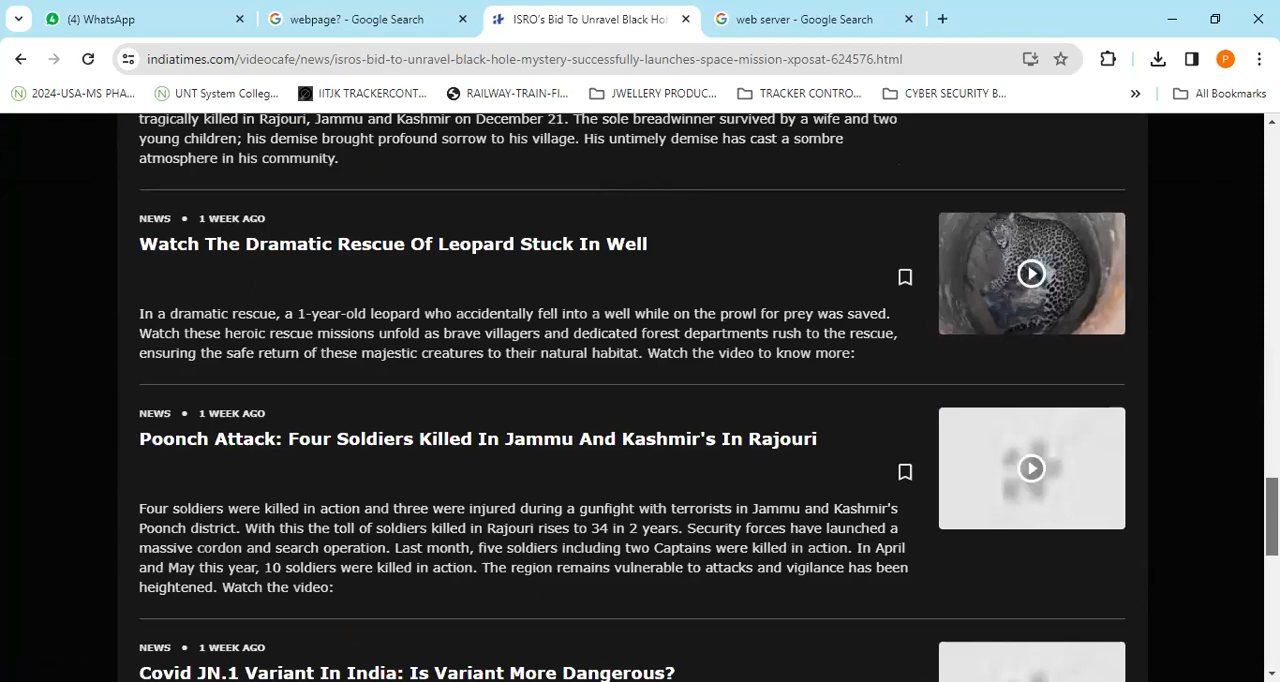 (4) WhatsApp
webpage? - Google Search
ISRO's Bid To Unravel Black Hol
web server - Google Search
indiatimes.com/videocafe/news/isros-bid-to-unravel-black-hole-mystery-successfully-launches-space-mission-xposat-624576.html
P
2024-USA-MS PHA...
UNT System Colleg...
IITJK TRACKERCONT...
RAILWAY-TRAIN-FI...
JWELLERY PRODUC...
TRACKER CONTRO...
CYBER SECURITY B...
All Bookmarks
tragically killed in Rajouri, Jammu and Kashmir on December 21. The sole breadwinner survived by a wife and two
young children; his demise brought profound sorrow to his village. His untimely demise has cast a sombre
atmosphere in his community.
NEWS • 1 WEEK AGO
Watch The Dramatic Rescue Of Leopard Stuck In Well
In a dramatic rescue, a 1-year-old leopard who accidentally fell into a well while on the prowl for prey was saved.
Watch these heroic rescue missions unfold as brave villagers and dedicated forest departments rush to the rescue,
ensuring the safe return of these majestic creatures to their natural habitat. Watch the video to know more:
NEWS • 1 WEEK AGO
Poonch Attack: Four Soldiers Killed In Jammu And Kashmir's In Rajouri
Four soldiers were killed in action and three were injured during a gunfight with terrorists in Jammu and Kashmir's
Poonch district. With this the toll of soldiers killed in Rajouri rises to 34 in 2 years. Security forces have launched a
massive cordon and search operation. Last month, five soldiers including two Captains were killed in action. In April
and May this year, 10 soldiers were killed in action. The region remains vulnerable to attacks and vigilance has been
heightened. Watch the video:
NEWS • 1 WEEK AGO
Covid JN.1 Variant In India: Is Variant More Dangerous?